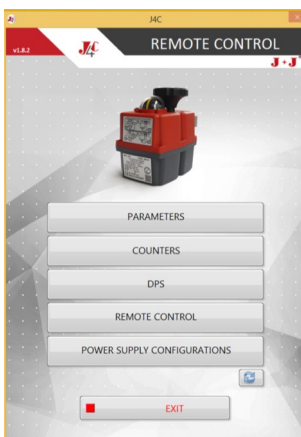 J4C
v1.8.2
J4C
REMOTE CONTROL
J+J
PARAMETERS
COUNTERS
DPS
REMOTE CONTROL
POWER SUPPLY CONFIGURATIONS
EXIT